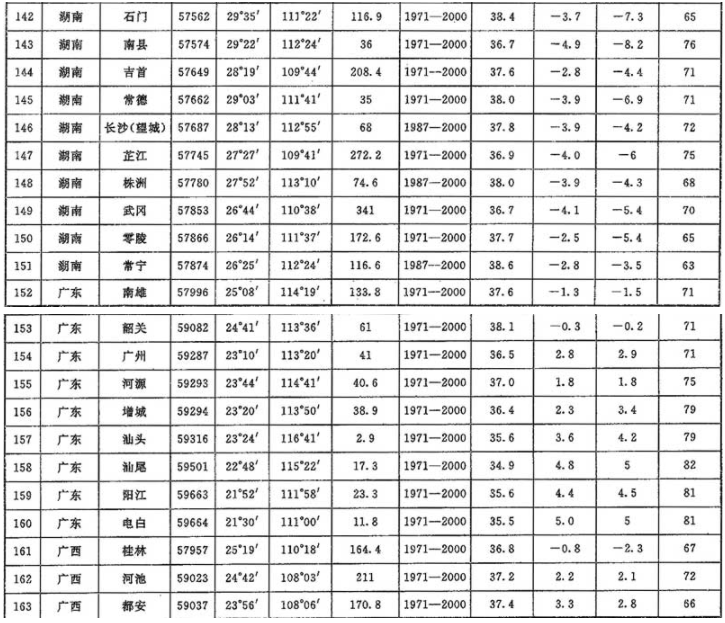 142 湖南 石门 57562 29°35′ 111°22′ 116.9 1971—2000 38.4 −3.7 −7.3 65
143 湖南 南县 57574 29°22′ 112°24′ 36 1971—2000 36.7 −4.9 −8.2 76
144 湖南 吉首 57649 28°19′ 109°44′ 208.4 1971--2000 37.6 −2.8 −4.4 71
145 湖南 常德 57662 29°03′ 111°41′ 35 1971—2000 38.0 −3.9 −6.9 71
146 湖南 长沙(望城) 57687 28°13′ 112°55′ 68 1987—2000 37.8 −3.9 −4.2 72
147 湖南 芷江 57745 27°27′ 109°41′ 272.2 1971—2000 36.9 −4.0 −6 75
148 湖南 株洲 57780 27°52′ 113°10′ 74.6 1987—2000 38.0 −3.9 −4.3 68
149 湖南 武冈 57853 26°44′ 110°38′ 341 1971—2000 36.7 −4.1 −5.4 70
150 湖南 零陵 57866 26°14′ 111°37′ 172.6 1971—2000 37.7 −2.5 −5.4 65
151 湖南 常宁 57874 26°25′ 112°24′ 116.6 1987--2000 38.6 −2.8 −3.5 63
152 广东 南雄 57996 25°08′ 114°19′ 133.8 1971—2000 37.6 −1.3 −1.5 71
153 广东 韶关 59082 24°41′ 113°36′ 61 1971—2000 38.1 −0.3 −0.2 71
154 广东 广州 59287 23°10′ 113°20′ 41 1971—2000 36.5 2.8 2.9 71
155 广东 河源 59293 23°44′ 114°41′ 40.6 1971—2000 37.0 1.8 1.8 75
156 广东 增城 59294 23°20′ 113°50′ 38.9 1971—2000 36.4 2.3 3.4 79
157 广东 汕头 59316 23°24′ 116°41′ 2.9 1971—2000 35.6 3.6 4.2 79
158 广东 汕尾 59501 22°48′ 115°22′ 17.3 1971—2000 34.9 4.8 5 82
159 广东 阳江 59663 21°52′ 111°58′ 23.3 1971—2000 35.6 4.4 4.5 81
160 广东 电白 59664 21°30′ 111°00′ 11.8 1971—2000 35.5 5.0 5 81
161 广西 桂林 57957 25°19′ 110°18′ 164.4 1971—2000 36.8 −0.8 −2.3 67
162 广西 河池 59023 24°42′ 108°03′ 211 1971—2000 37.2 2.2 2.1 72
163 广西 都安 59037 23°56′ 108°06′ 170.8 1971—2000 37.4 3.3 2.8 66